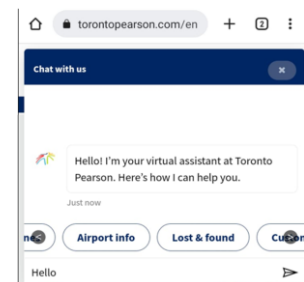 torontopearson.com/en
2
Chat with us
Hello! I'm your virtual assistant at Toronto
Pearson. Here's how I can help you.
Just now
Airport info
Lost & found
Hello